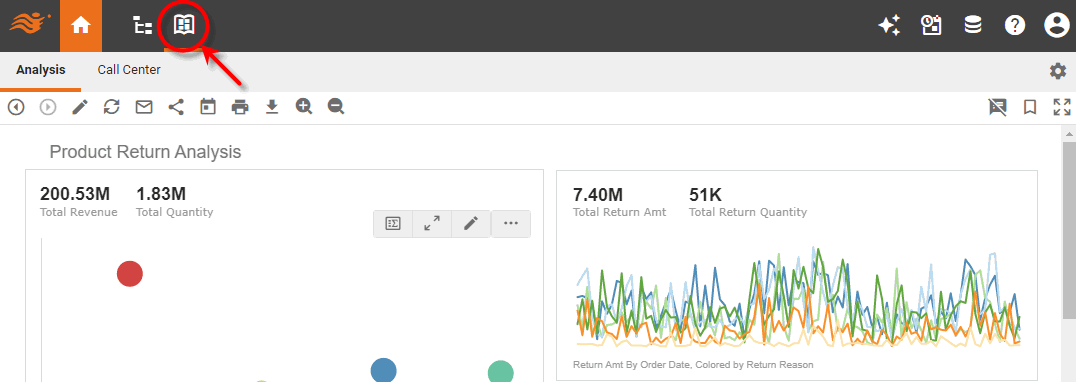 Analysis Call Center
Product Return Analysis
200.53M 1.83M
Total Revenue Total Quantity
7.40M 51K
Total Return Amt Total Return Quantity
Return Amt By Order Date, Colored by Return Reason